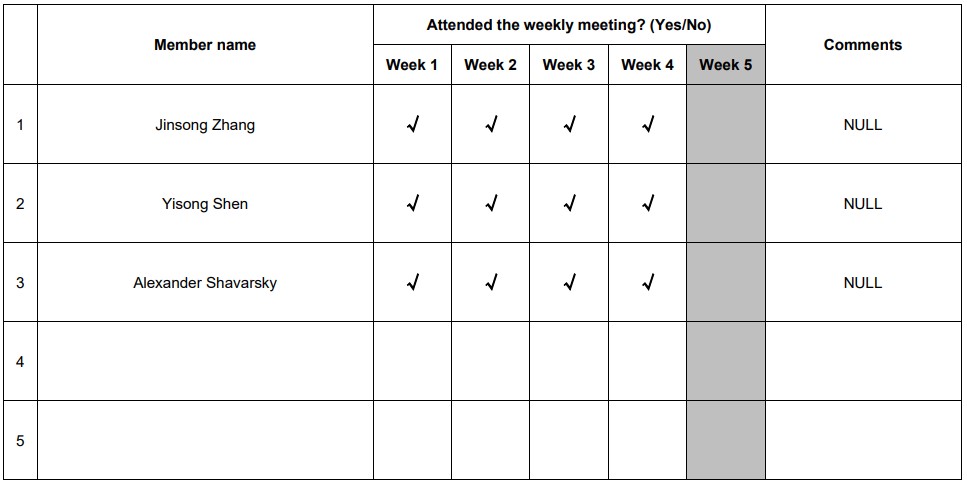 Member name Attended the weekly meeting? (Yes/No) Comments
Week 1 Week 2 Week 3 Week 4 Week 5
1 Jinsong Zhang √ √ √ √ NULL
2 Yisong Shen √ √ √ √ NULL
3 Alexander Shavarsky √ √ √ √ NULL
4
5